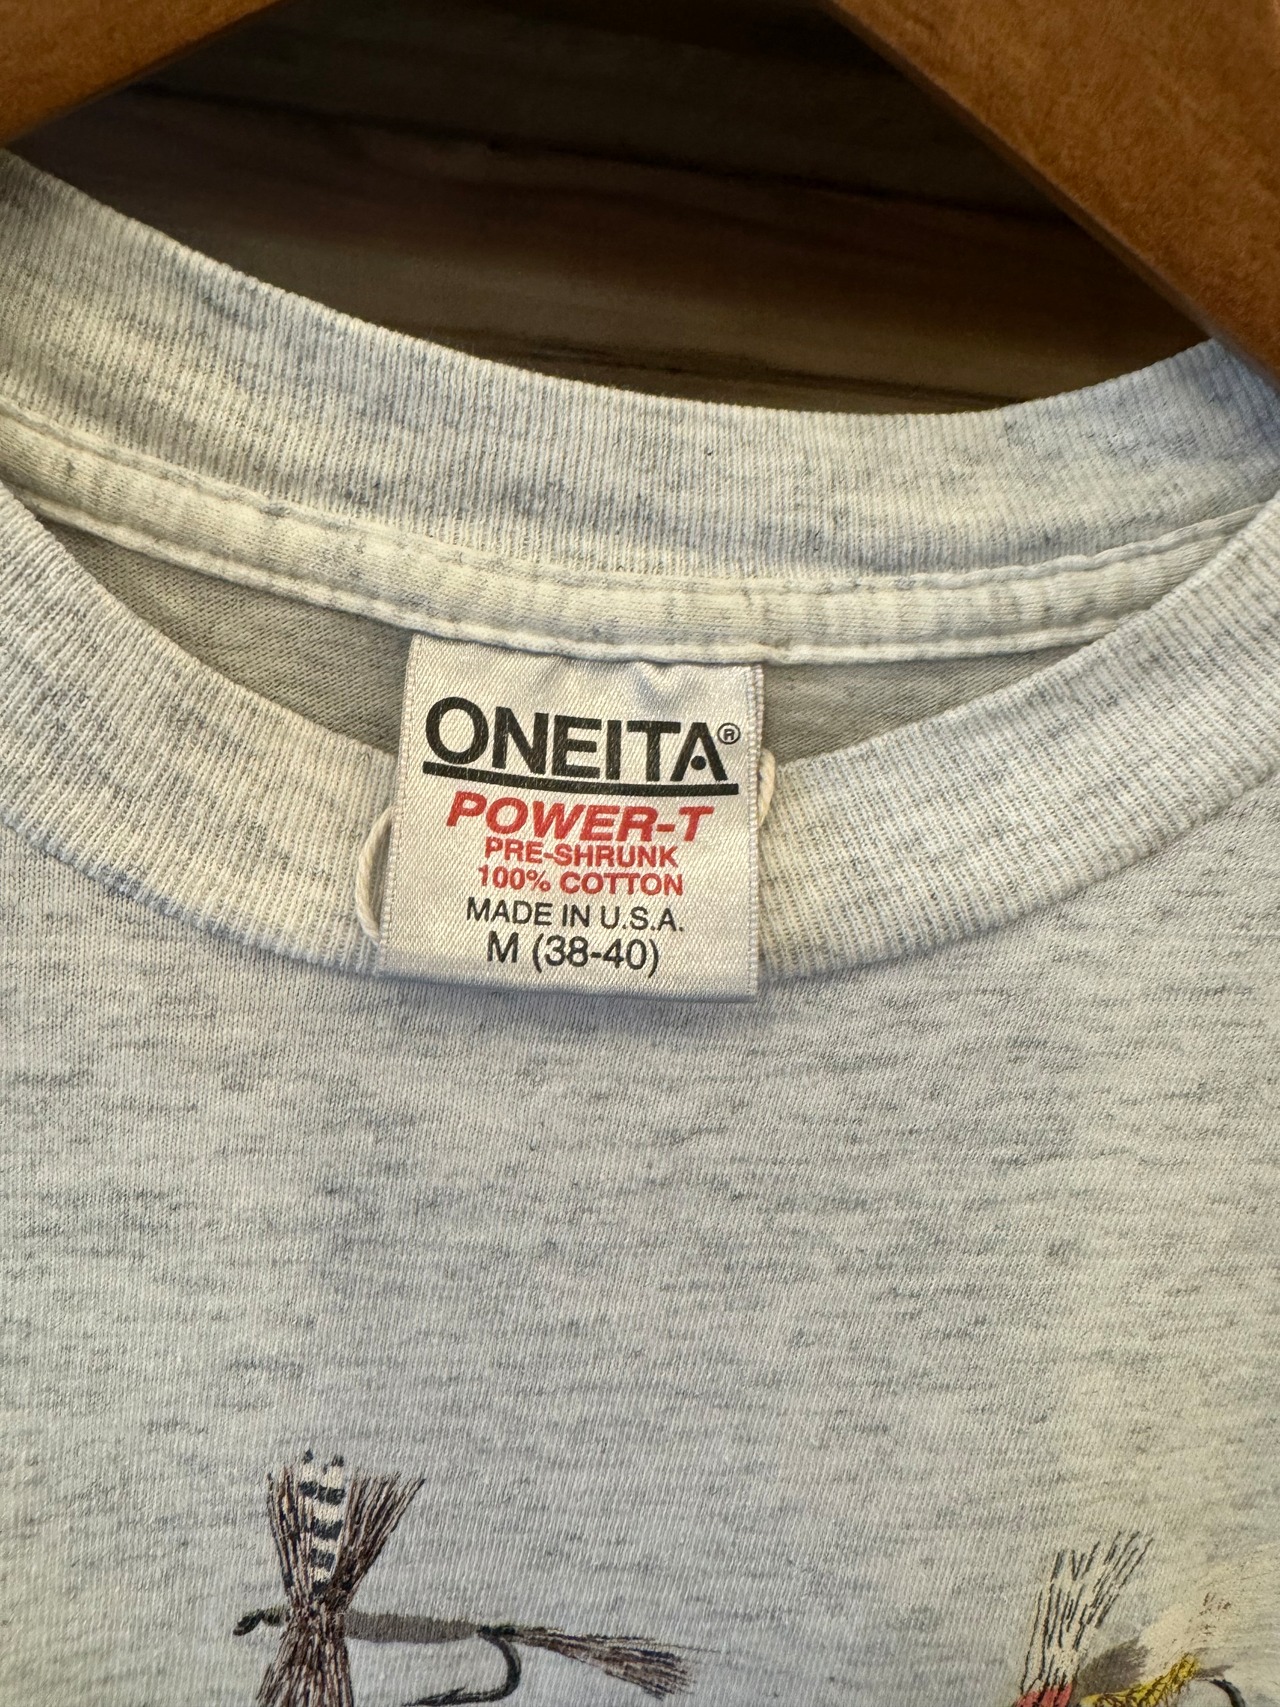 ONEITA®
POWER-T
PRE-SHRUNK
100% COTTON
MADE IN U.S.A.
M (38-40)